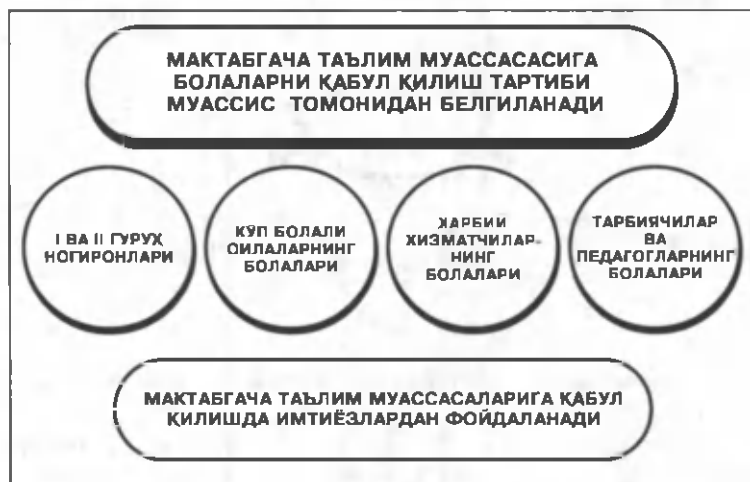 МАКТАБГАЧА ТАЪЛИМ МУАССАСАСИГА
БОЛАЛАРНИ ҚАБУЛ ҚИЛИШ ТАРТИБИ
МУАССИС ТОМОНИДАН БЕЛГИЛАНАДИ
I ВА II ГУРУҲ
НОГИРОНЛАРИ
КЎП БОЛАЛИ
ОИЛАЛАРНИНГ
БОЛАЛАРИ
ҲАРБИЙ
ХИЗМАТЧИЛАР-
НИНГ
БОЛАЛАРИ
ТАРБИЯЧИЛАР
ВА
ПЕДАГОГЛАРНИНГ
БОЛАЛАРИ
МАКТАБГАЧА ТАЪЛИМ МУАССАСАЛАРИГА ҚАБУЛ
ҚИЛИШДА ИМТИЁЗЛАРДАН ФОЙДАЛАНАДИ